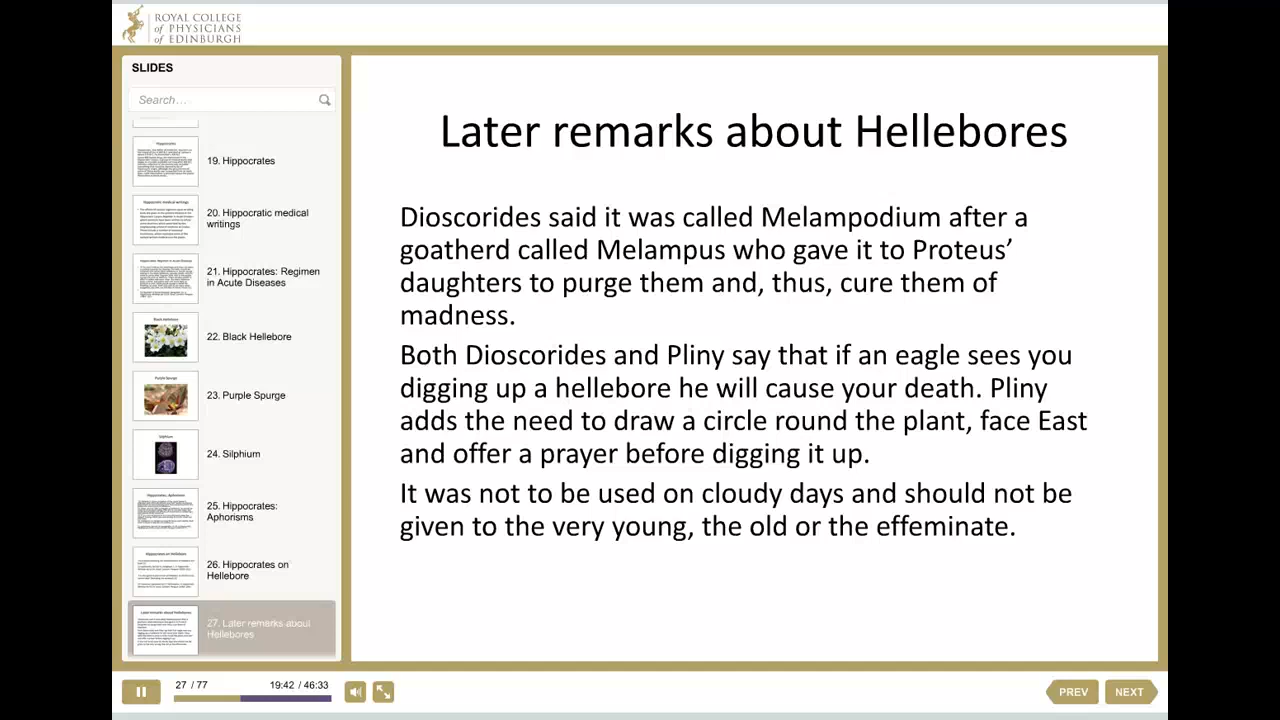 ROYAL COLLEGE
of PHYSICIANS
of EDINBURGH
SLIDES
Search...
19. Hippocrates
20. Hippocratic medical
writings
21. Hippocrates: Regimen
in Acute Diseases
22. Black Hellebore
23. Purple Spurge
24. Silphium
25. Hippocrates:
Aphorisms
26. Hippocrates on
Hellebore
27. Later remarks about
Hellebores
Later remarks about Hellebores
Dioscorides said it was called Melampodium after a
goatherd called Melampus who gave it to Proteus’
daughters to purge them and, thus, cure them of
madness.
Both Dioscorides and Pliny say that if an eagle sees you
digging up a hellebore he will cause your death. Pliny
adds the need to draw a circle round the plant, face East
and offer a prayer before digging it up.
It was not to be used on cloudy days and should not be
given to the very young, the old or the effeminate.
27 / 77
19:42 / 46:33
PREV
NEXT